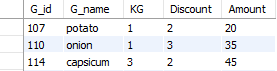 G_id G_name KG Discount Amount
107 potato 1 2 20
110 onion 1 3 35
114 capsicum 3 2 45